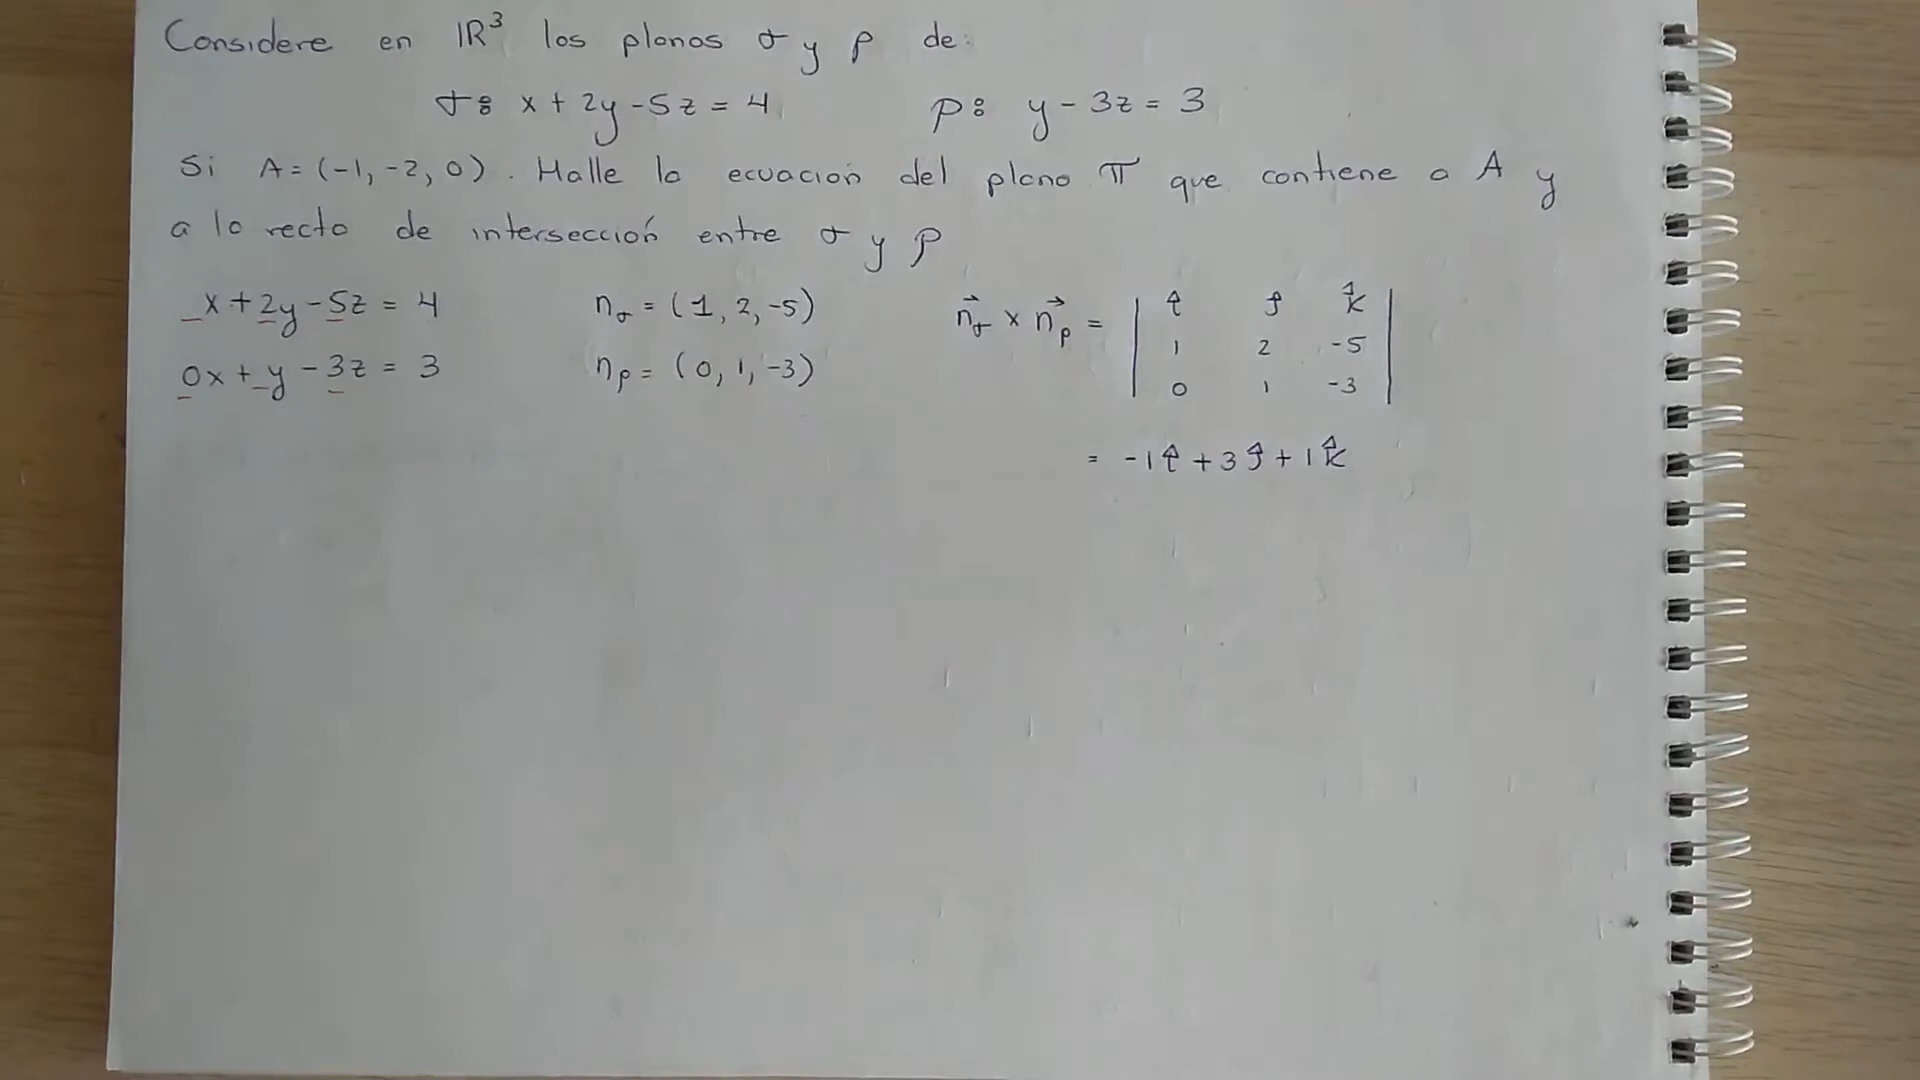 Considere en IR³ los planos σ y ρ de:
σ: x + 2y - 5z = 4 ρ: y - 3z = 3
Si A = (-1, -2, 0). Halle la ecuación del plano π que contiene a A y
a la recta de intersección entre σ y ρ
x + 2y - 5z = 4 nσ = (1, 2, -5) n⃗σ × n⃗ρ = | î ĵ k̂ |
| 1 2 -5 |
0x + y - 3z = 3 nρ = (0, 1, -3) | 0 1 -3 |
= -1î + 3ĵ + 1k̂